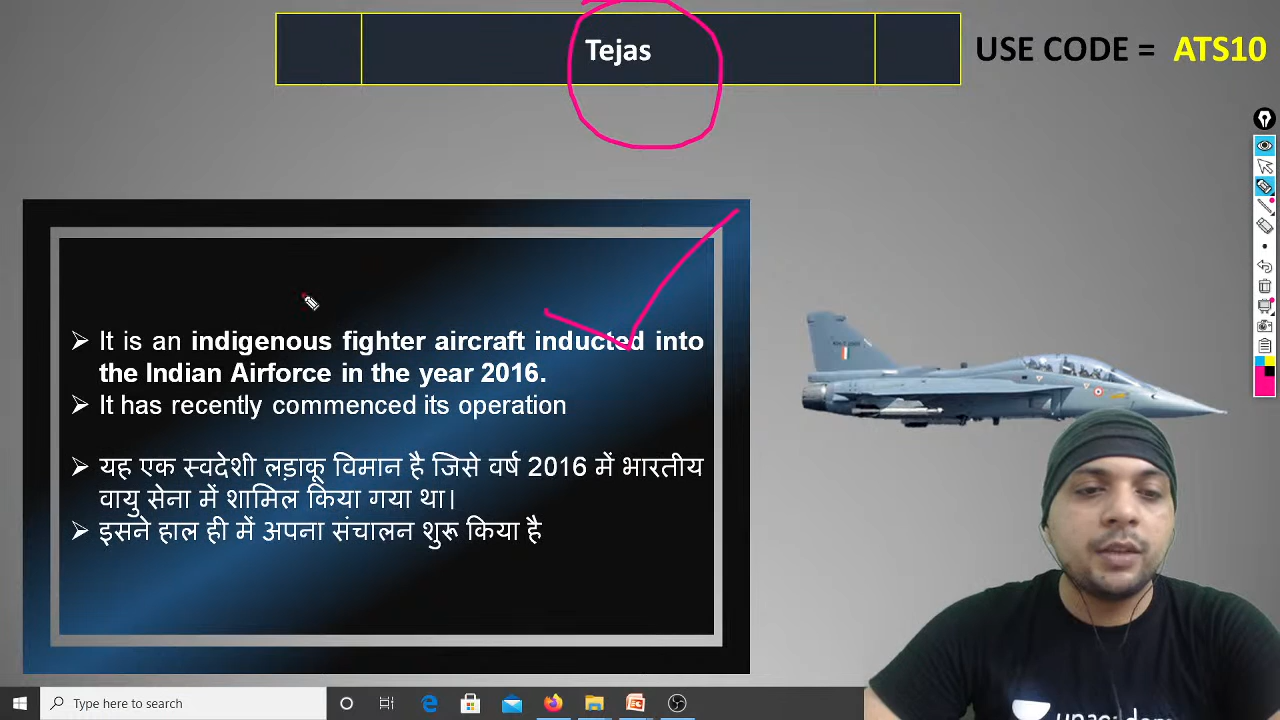 Tejas
USE CODE = ATS10
It is an indigenous fighter aircraft inducted into
the Indian Airforce in the year 2016.
It has recently commenced its operation
यह एक स्वदेशी लड़ाकू विमान है जिसे वर्ष 2016 में भारतीय
वायु सेना में शामिल किया गया था।
इसने हाल ही में अपना संचालन शुरू किया है
Type here to search